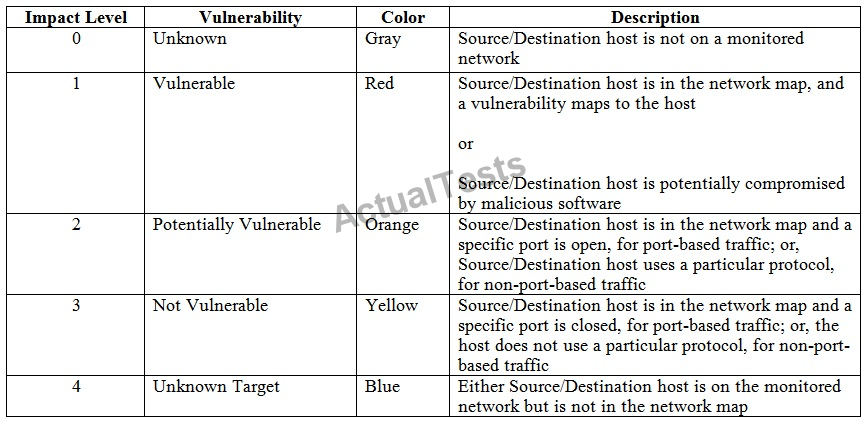 Impact Level Vulnerability Color Description
0 Unknown Gray Source/Destination host is not on a monitored
network
1 Vulnerable Red Source/Destination host is in the network map, and
a vulnerability maps to the host
or
Source/Destination host is potentially compromised
by malicious software
ActualTests
2 Potentially Vulnerable Orange Source/Destination host is in the network map and a
specific port is open, for port-based traffic; or,
Source/Destination host uses a particular protocol,
for non-port-based traffic
3 Not Vulnerable Yellow Source/Destination host is in the network map and a
specific port is closed, for port-based traffic; or, the
host does not use a particular protocol, for non-port-
based traffic
4 Unknown Target Blue Either Source/Destination host is on the monitored
network but is not in the network map